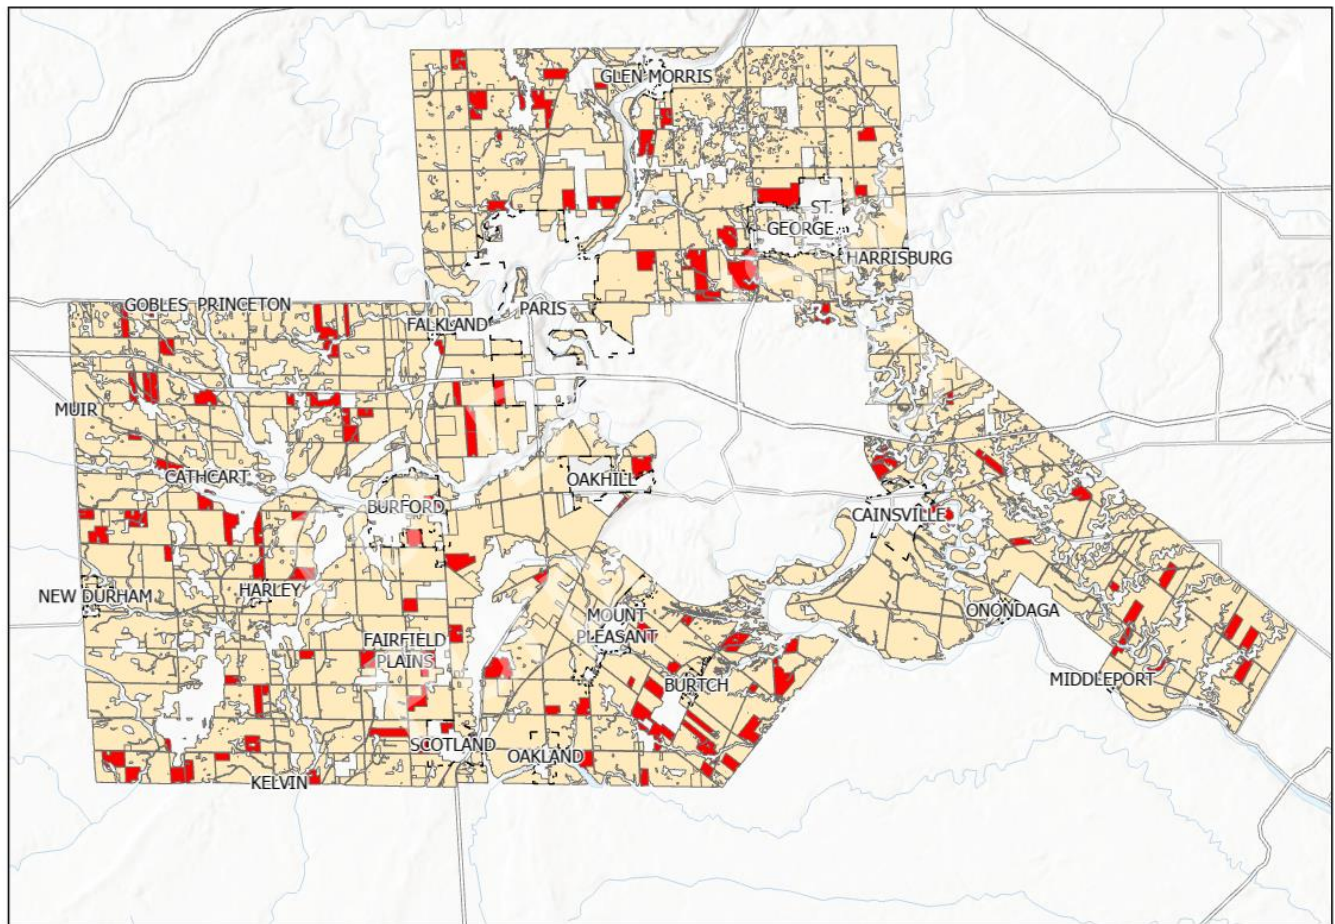 GLEN MORRIS
ST.
GEORGE
HARRISBURG
GOBLES
PRINCETON
PARIS
FALKLAND
MUIR
CATHCART
OAKHILL
BURFORD
CAINSVILLE
NEW DURHAM
HARLEY
MOUNT
PLEASANT
ONONDAGA
FAIRFIELD
PLAINS
BURTCH
MIDDLEPORT
SCOTLAND
OAKLAND
KELVIN